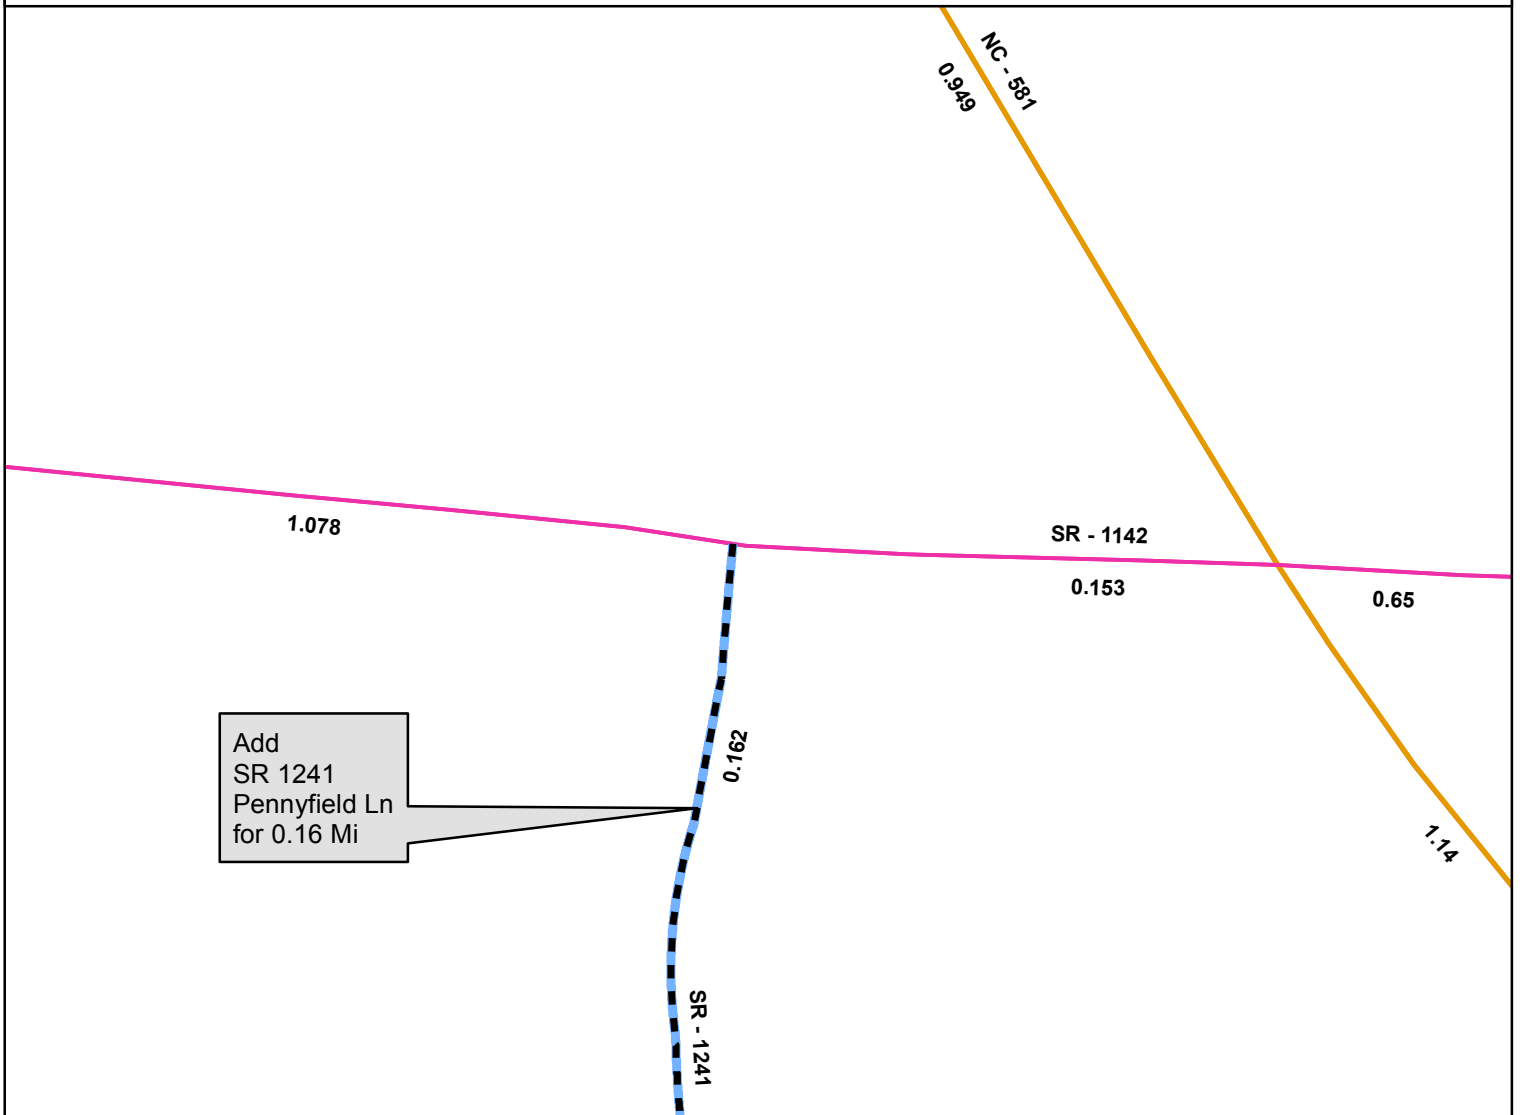 NC - 581
0.949
1.078
SR - 1142
0.153
0.65
Add
SR 1241
Pennyfield Ln
for 0.16 Mi
0.162
1.14
SR - 1241